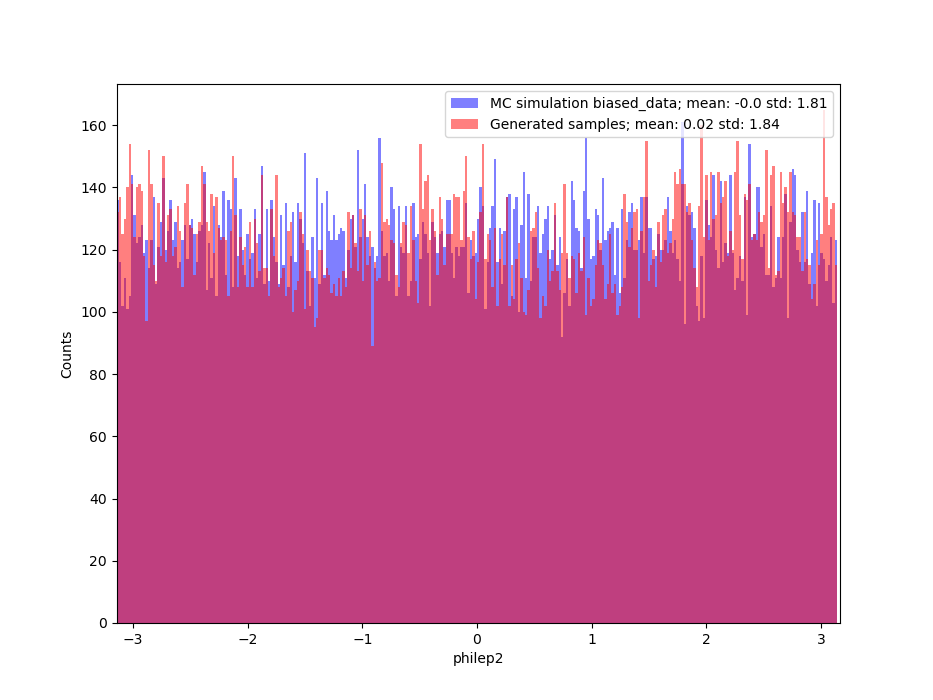 MC simulation biased_data; mean: -0.0 std: 1.81
Generated samples; mean: 0.02 std: 1.84
160
140
120
100
80
60
40
20
0
Counts
−3 −2 −1 0 1 2 3
philep2